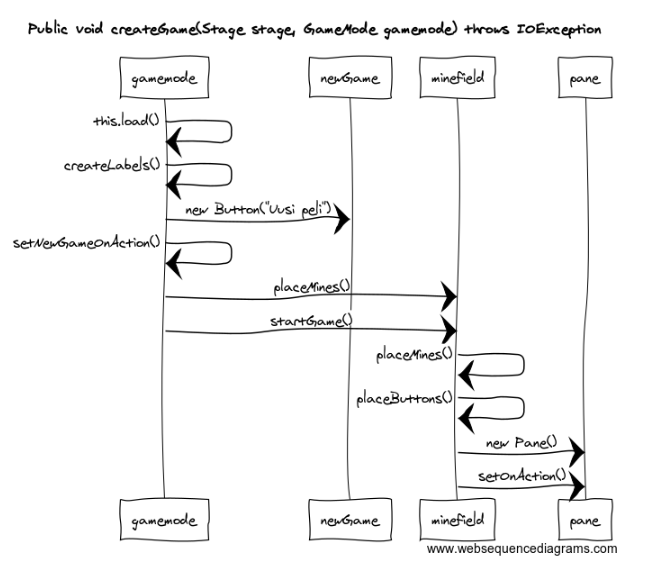 Public void createGame(Stage stage, GameMode gamemode) throws IOException
gamemode newGame minefield pane
this.load()
createLabels()
new Button("Uusi peli")
setNewGameOnAction()
placeMines()
startGame()
placeMines()
placeButtons()
new Pane()
setOnAction()
gamemode newGame minefield pane
www.websequencediagrams.com